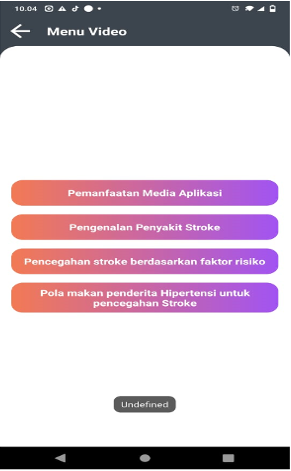 10.04
Menu Video
Pemanfaatan Media Aplikasi
Pengenalan Penyakit Stroke
Pencegahan stroke berdasarkan faktor risiko
Pola makan penderita Hipertensi untuk
pencegahan Stroke
Undefined